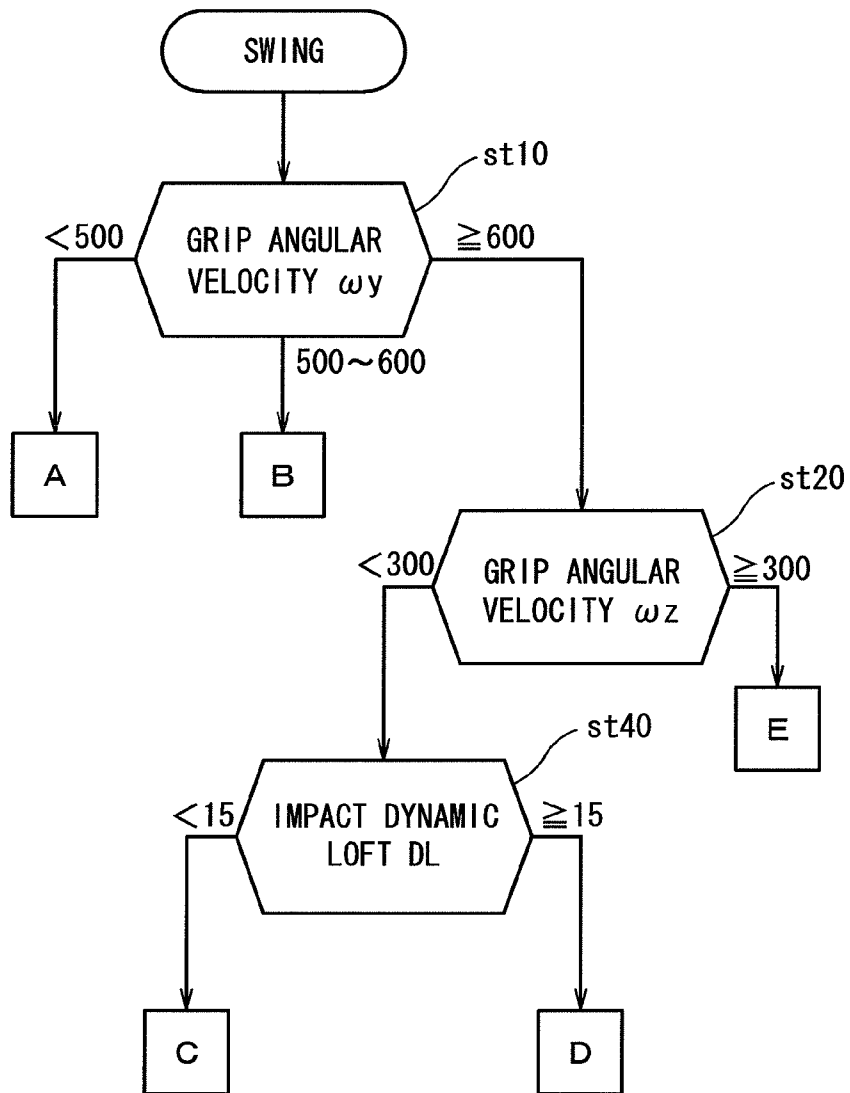 SWING
st10
<500
GRIP ANGULAR
VELOCITY ωy
≧600
500~600
A
B
st20
<300
GRIP ANGULAR
VELOCITY ωz
≧300
E
st40
<15
IMPACT DYNAMIC
LOFT DL
≧15
C
D